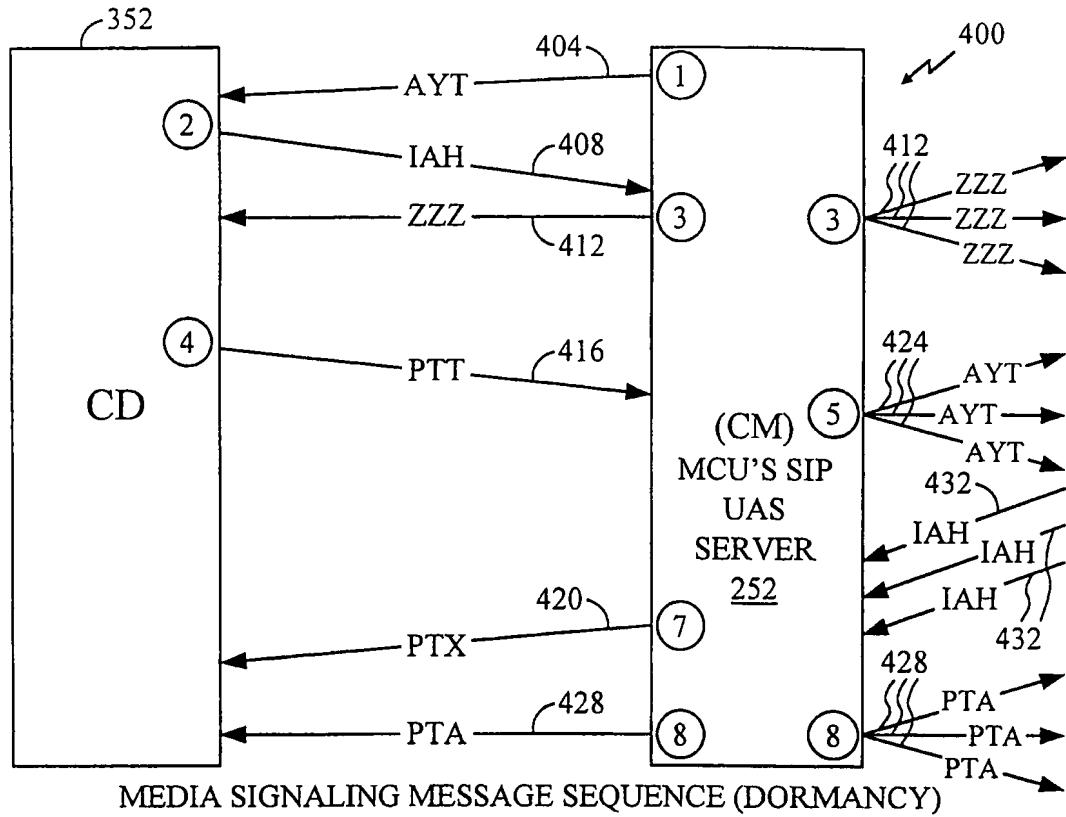 352
404
400
AYT
1
2
IAH
408
412
ZZZ
ZZZ
3
3
ZZZ
412
ZZZ
4
PTT
416
424
AYT
AYT
5
AYT
CD
(CM)
MCU'S SIP
UAS
SERVER
252
432
IAH
IAH
IAH
432
420
7
PTX
428
428
PTA
8
8
PTA
PTA
PTA
MEDIA SIGNALING MESSAGE SEQUENCE (DORMANCY)